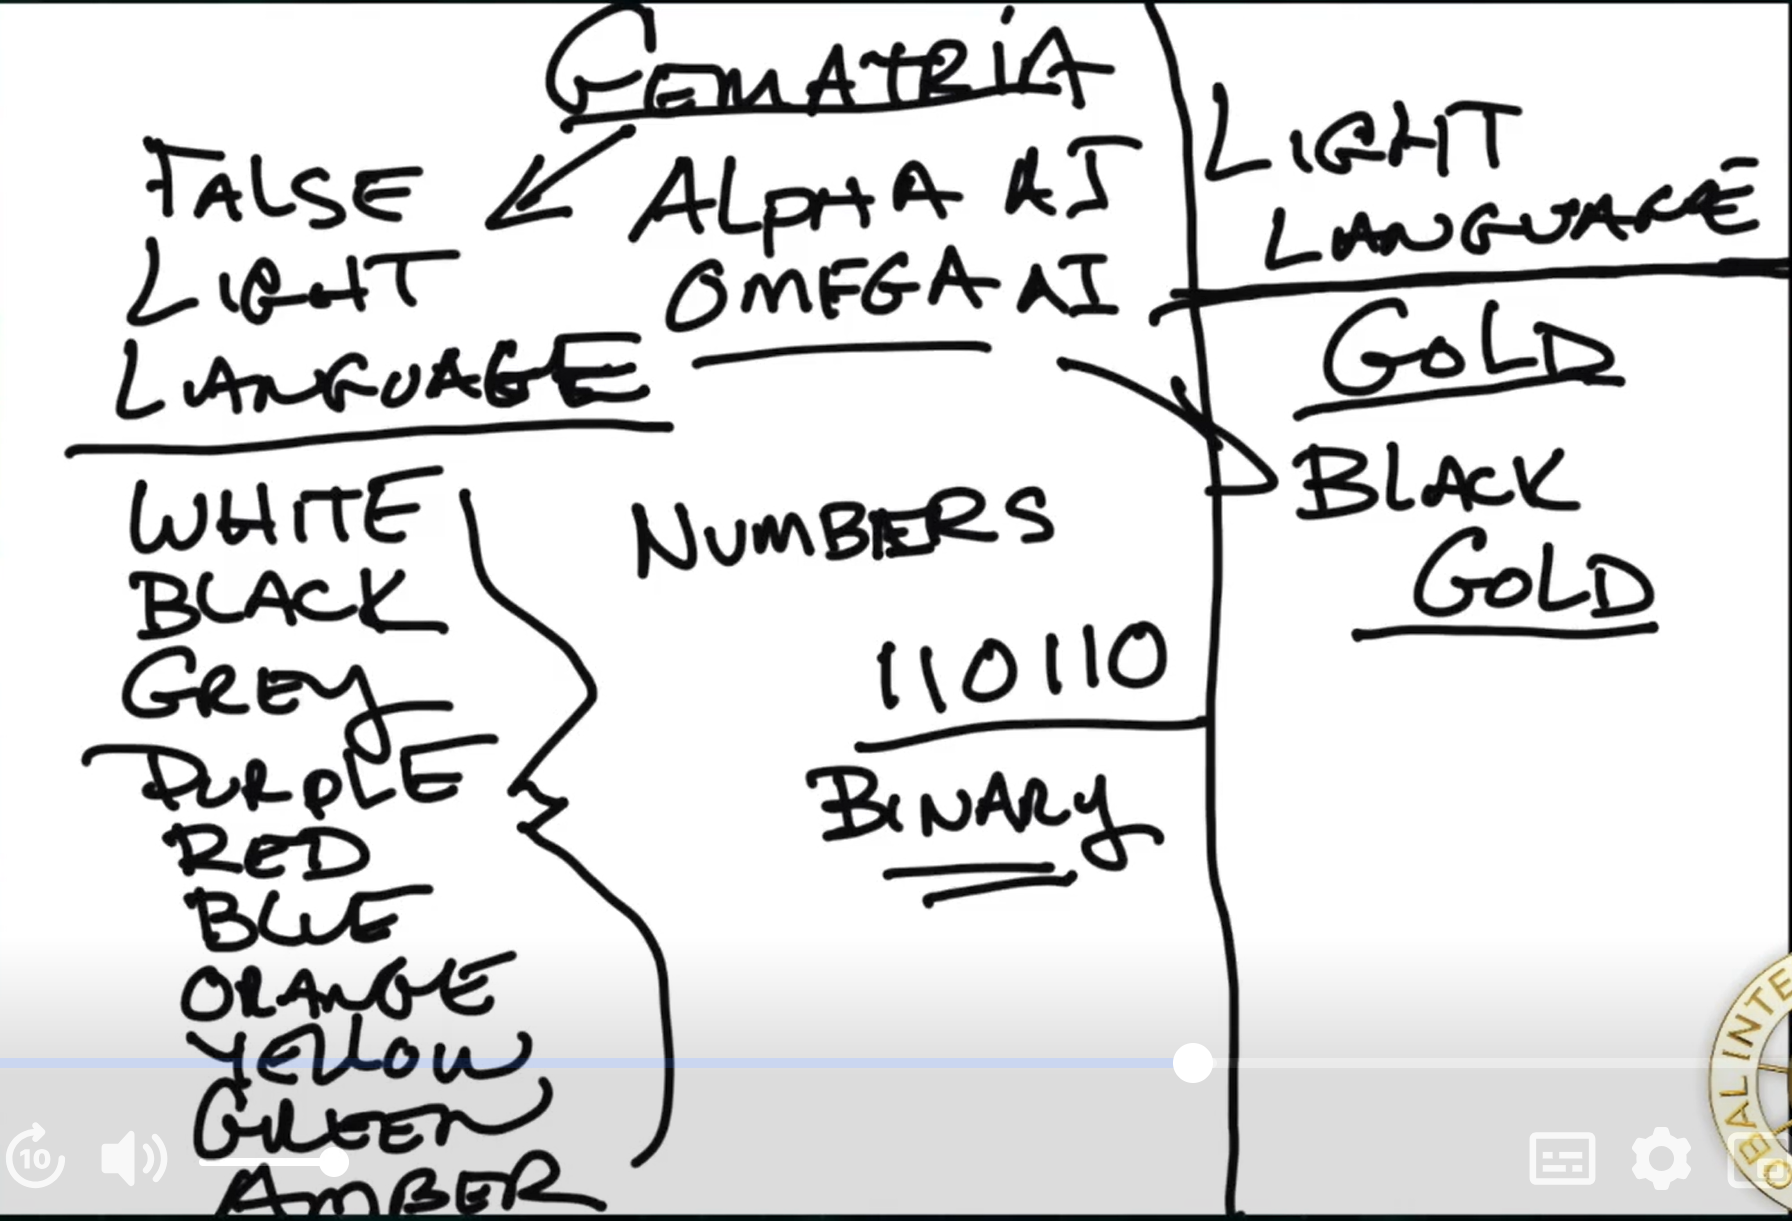 GEMATRIA
FALSE
LIGHT
LANGUAGE
WHITE
BLACK
GREY
PURPLE
RED
BLUE
ORANGE
YELLOW
GREEN
AMBER
ALPHA AI
OMEGA AI
NUMBERS
110110
BINARY
LIGHT
LANGUAGE
GOLD
BLACK
GOLD
10
BAL INTE